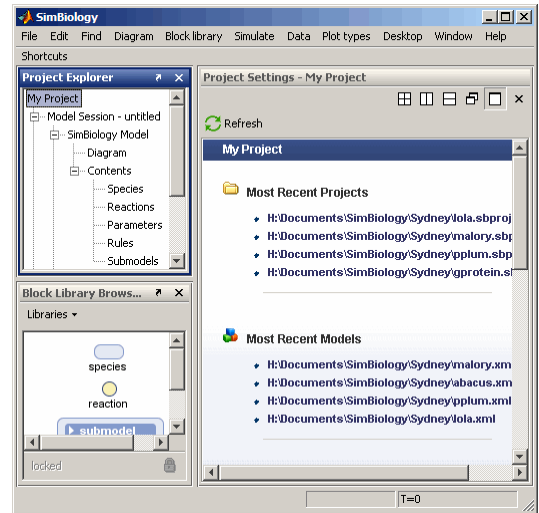 SimBiology
File Edit Find Diagram Block library Simulate Data Plot types Desktop Window Help
Shortcuts
Project Explorer
My Project
Model Session - untitled
SimBiology Model
Diagram
Contents
Species
Reactions
Parameters
Rules
Submodels
Block Library Brows...
Libraries
species
reaction
submodel
locked
Project Settings - My Project
Refresh
My Project
Most Recent Projects
H:\Documents\SimBiology\Sydney\lola.sbproj
H:\Documents\SimBiology\Sydney\malory.sbp
H:\Documents\SimBiology\Sydney\pplum.sbp
H:\Documents\SimBiology\Sydney\gprotein.sl
Most Recent Models
H:\Documents\SimBiology\Sydney\malory.xm
H:\Documents\SimBiology\Sydney\abacus.xm
H:\Documents\SimBiology\Sydney\pplum.xml
H:\Documents\SimBiology\Sydney\lola.xml
T=0